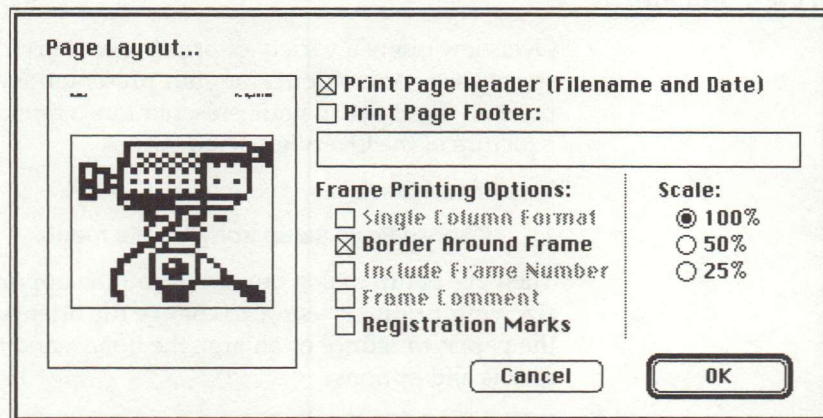 Page Layout...
Print Page Header (Filename and Date)
Print Page Footer:
Frame Printing Options:
Single Column Format
Border Around Frame
Include Frame Number
Frame Comment
Registration Marks
Scale:
100%
50%
25%
Cancel
OK